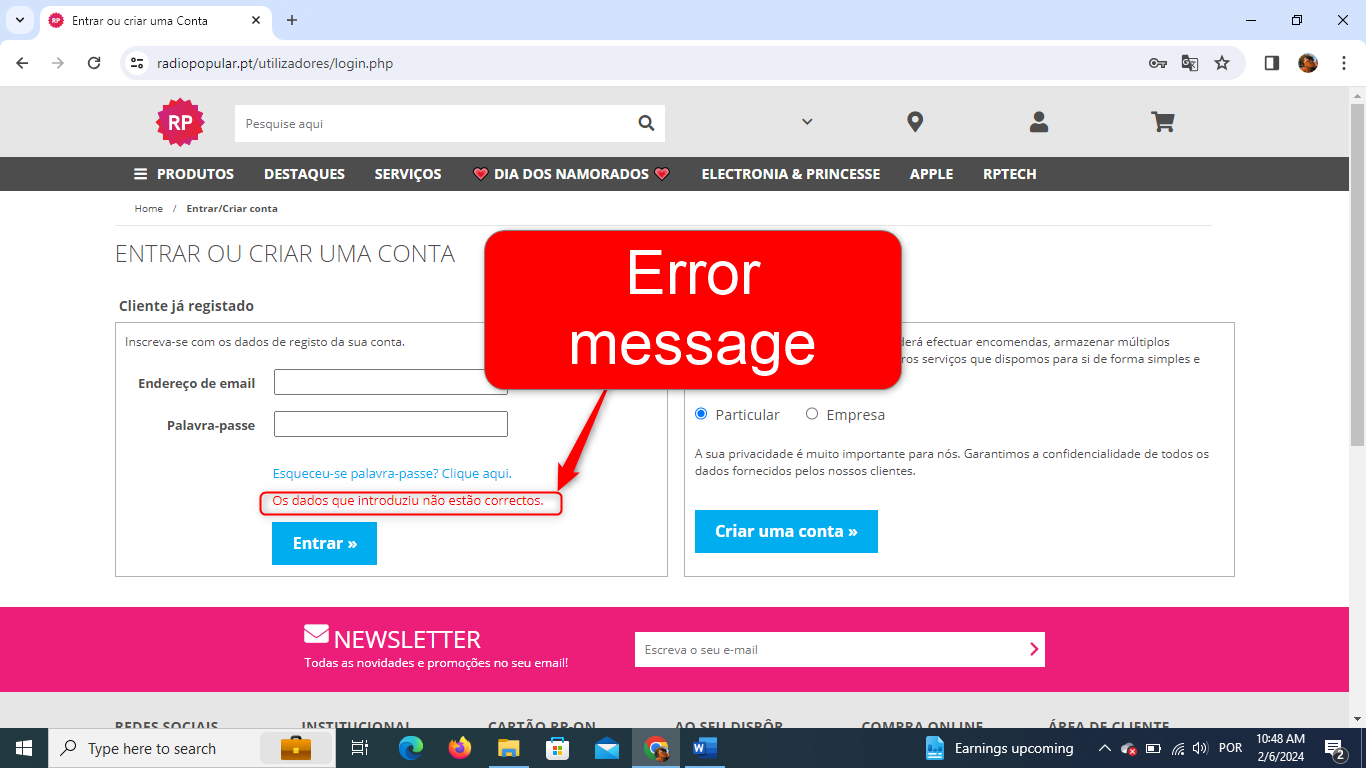 Entrar ou criar uma Conta
radiopopular.pt/utilizadores/login.php
RP
Pesquise aqui
PRODUTOS DESTAQUES SERVIÇOS DIA DOS NAMORADOS ELECTRONIA & PRINCESSE APPLE RPTECH
Home / Entrar/Criar conta
ENTRAR OU CRIAR UMA CONTA
Error
message
Cliente já registado
Inscreva-se com os dados de registo da sua conta.
Endereço de email
Palavra-passe
Esqueceu-se palavra-passe? Clique aqui.
Os dados que introduziu não estão correctos.
Entrar »
efectuar encomendas, armazenar múltiplos
serviços que dispomos para si de forma simples e
Particular Empresa
A sua privacidade é muito importante para nós. Garantimos a confidencialidade de todos os
dados fornecidos pelos nossos clientes.
Criar uma conta »
NEWSLETTER
Todas as novidades e promoções no seu email!
Escreva o seu e-mail
REDES SOCIAIS INSTITUCIONAL CARTÃO RP-ON AO SEU DISPÔR COMPRA ONLINE ÁREA DE CLIENTE
Type here to search
Earnings upcoming
POR
10:48 AM
2/6/2024
2